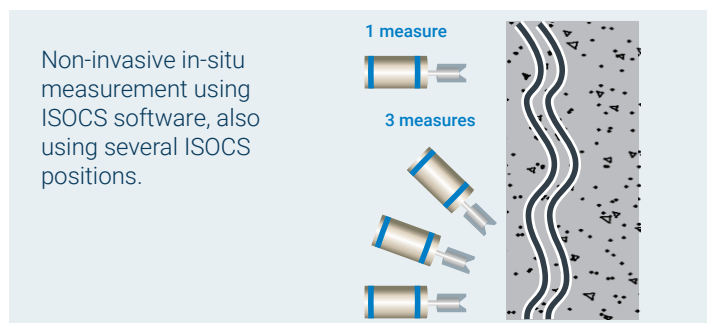 Non-invasive in-situ
measurement using
ISOCS software, also
using several ISOCS
positions.
1 measure
3 measures